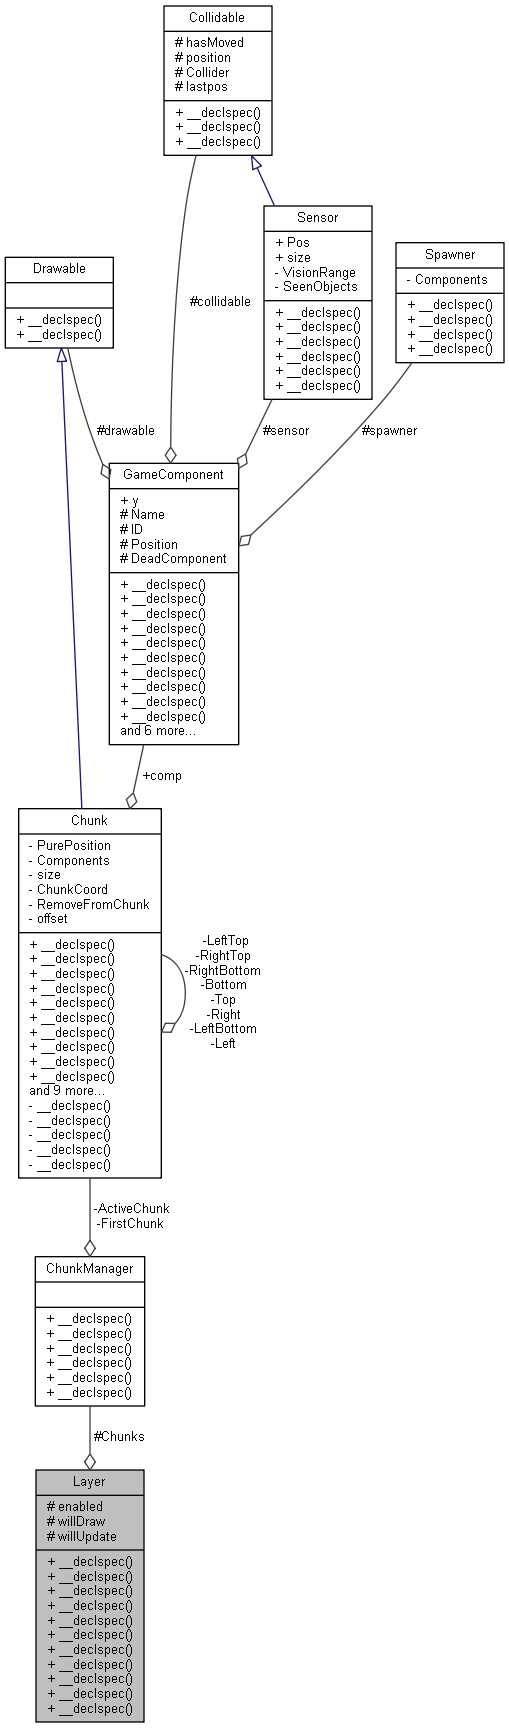 Collidable
# hasMoved
# position
# Collider
# lastpos
+ __declspec()
+ __declspec()
+ __declspec()
Sensor
+ Pos
+ size
- VisionRange
- SeenObjects
+ __declspec()
+ __declspec()
+ __declspec()
+ __declspec()
+ __declspec()
+ __declspec()
Spawner
- Components
+ __declspec()
+ __declspec()
+ __declspec()
+ __declspec()
Drawable
+ __declspec()
+ __declspec()
#collidable
#drawable
#sensor
#spawner
GameComponent
+ y
# Name
# ID
# Position
# DeadComponent
+ __declspec()
+ __declspec()
+ __declspec()
+ __declspec()
+ __declspec()
+ __declspec()
+ __declspec()
+ __declspec()
+ __declspec()
+ __declspec()
and 6 more...
+comp
Chunk
- PurePosition
- Components
- size
- ChunkCoord
- RemoveFromChunk
- offset
+ __declspec()
+ __declspec()
+ __declspec()
+ __declspec()
+ __declspec()
+ __declspec()
+ __declspec()
+ __declspec()
+ __declspec()
+ __declspec()
and 9 more...
- __declspec()
- __declspec()
- __declspec()
- __declspec()
- __declspec()
-LeftTop
-RightTop
-RightBottom
-Bottom
-Top
-Right
-LeftBottom
-Left
-ActiveChunk
-FirstChunk
ChunkManager
+ __declspec()
+ __declspec()
+ __declspec()
+ __declspec()
+ __declspec()
+ __declspec()
#Chunks
Layer
# enabled
# willDraw
# willUpdate
+ __declspec()
+ __declspec()
+ __declspec()
+ __declspec()
+ __declspec()
+ __declspec()
+ __declspec()
+ __declspec()
+ __declspec()
+ __declspec()
+ __declspec()